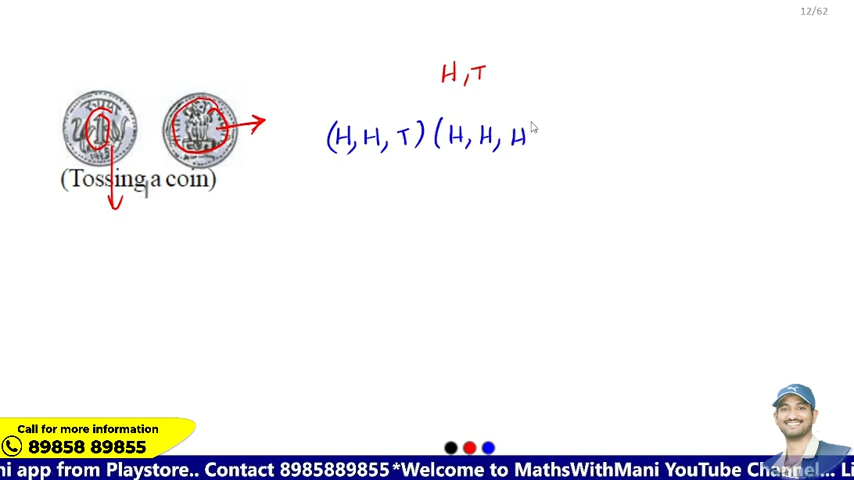 12/62
H, T
(H, H, T) (H, H, H
(Tossing a coin)
Call for more information
89858 89855
ni app from Playstore.. Contact 8985889855 *Welcome to MathsWithMani YouTube Channel... Li